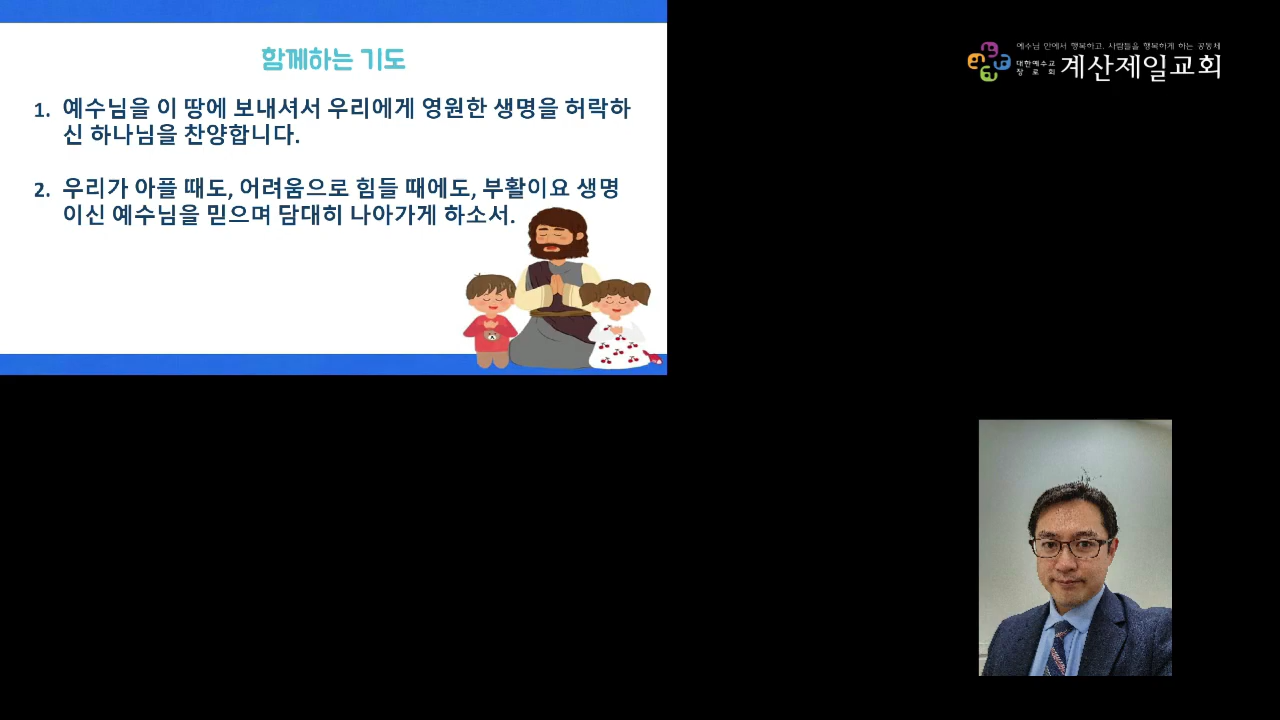 함께하는 기도
1. 예수님을 이 땅에 보내셔서 우리에게 영원한 생명을 허락하
신 하나님을 찬양합니다.
2. 우리가 아플 때도, 어려움으로 힘들 때에도, 부활이요 생명
이신 예수님을 믿으며 담대히 나아가게 하소서.
예수님 안에서 행복하고, 사람들을 행복하게 하는 공동체
대한예수교
장로회
계산제일교회